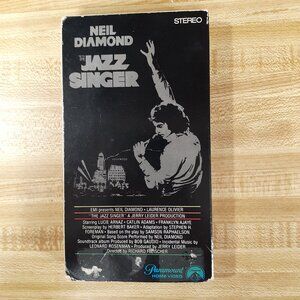 STEREO
NEIL
DIAMOND
THE
JAZZ
SINGER
EMI presents NEIL DIAMOND • LAURENCE OLIVIER
"THE JAZZ SINGER" A JERRY LEIDER PRODUCTION
Starring LUCIE ARNAZ • CATLIN ADAMS • FRANKLYN AJAYE
Screenplay by HERBERT BAKER • Adaptation by STEPHEN H.
FOREMAN • Based on the play by SAMSON RAPHAELSON
Original Song Score Performed by NEIL DIAMOND
Soundtrack album Produced by BOB GAUDIO • Incidental Music by
LEONARD ROSENMAN • Produced by JERRY LEIDER
Directed by RICHARD FLEISCHER
Paramount
HOME VIDEO